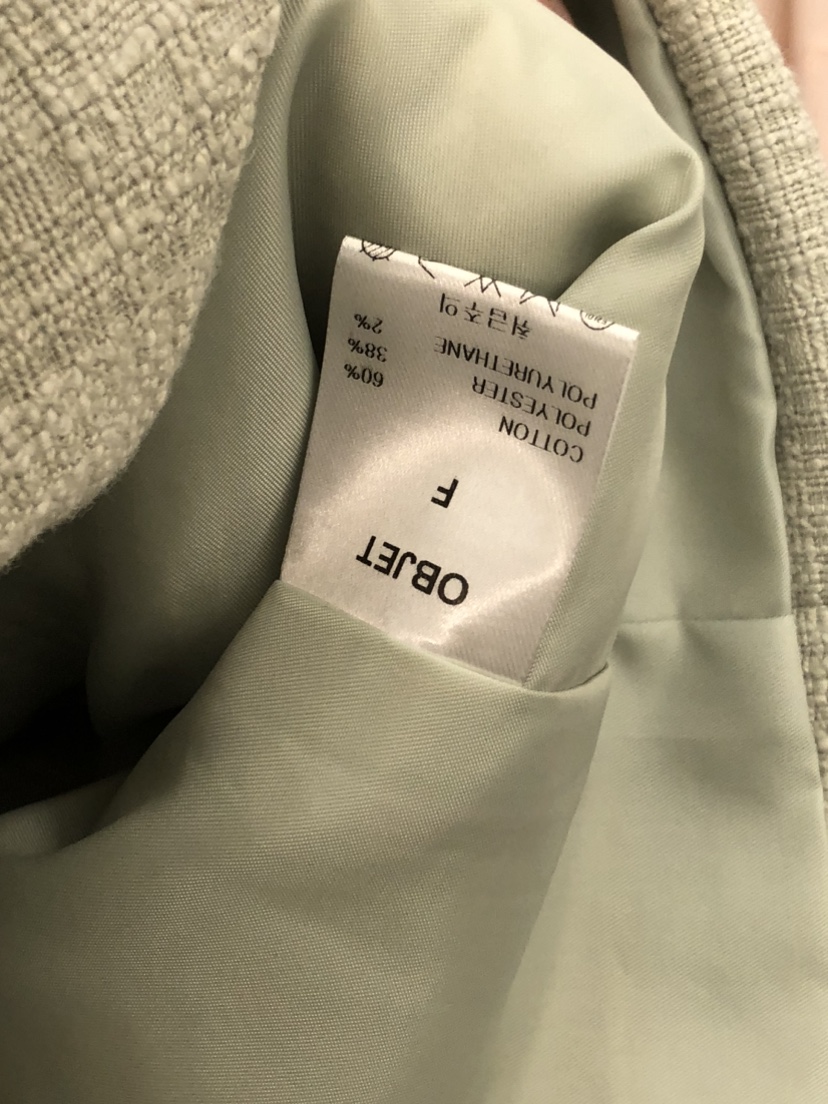 OBJET
F
COTTON 60%
POLYESTER 38%
POLYURETHANE 2%
취급주의